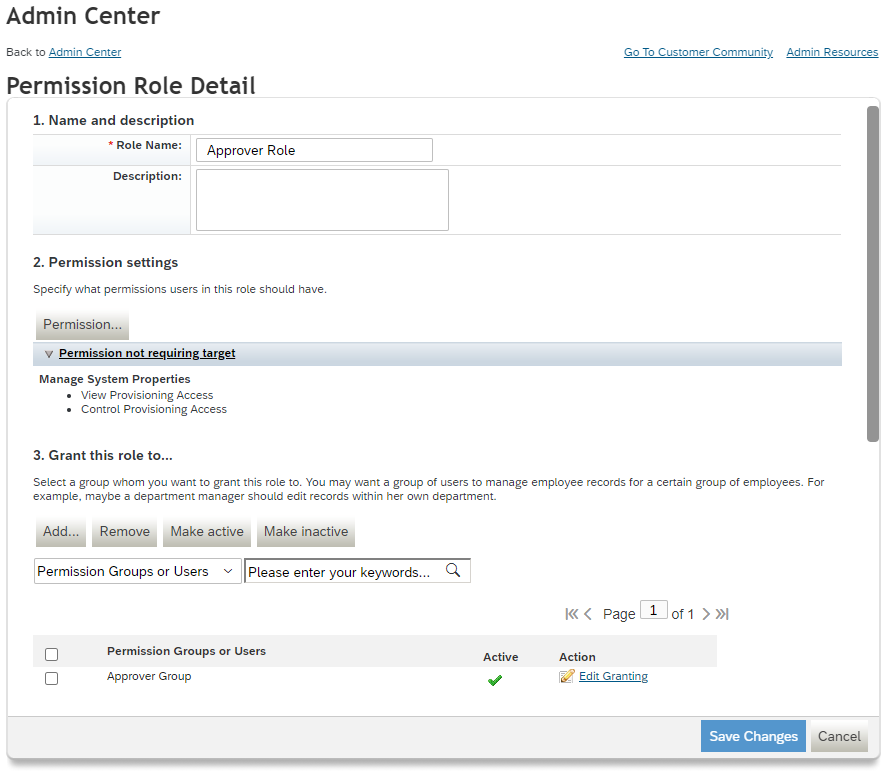 Admin Center
Back to Admin Center
Go To Customer Community Admin Resources
Permission Role Detail
1. Name and description
* Role Name: Approver Role
Description:
2. Permission settings
Specify what permissions users in this role should have.
Permission...
Permission not requiring target
Manage System Properties
• View Provisioning Access
• Control Provisioning Access
3. Grant this role to...
Select a group whom you want to grant this role to. You may want a group of users to manage employee records for a certain group of employees. For
example, maybe a department manager should edit records within her own department.
Add... Remove Make active Make inactive
Permission Groups or Users Please enter your keywords...
Page 1 of 1
Permission Groups or Users Active Action
Approver Group Edit Granting
Save Changes Cancel